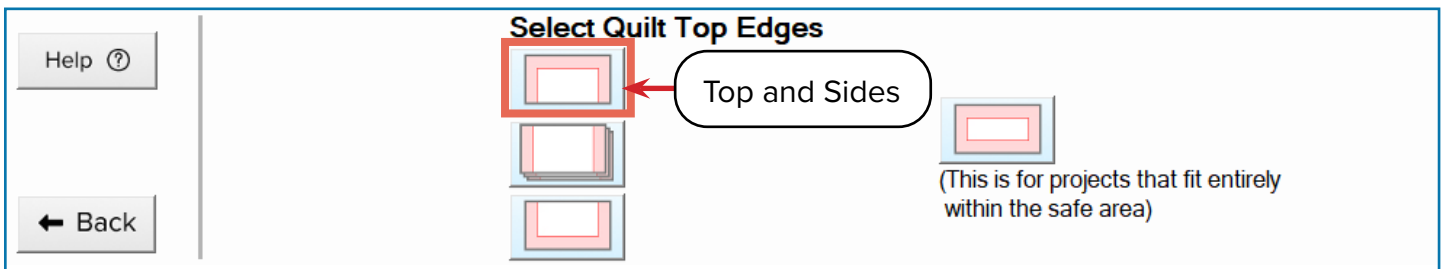 Select Quilt Top Edges
Help ?
Top and Sides
(This is for projects that fit entirely
within the safe area)
Back